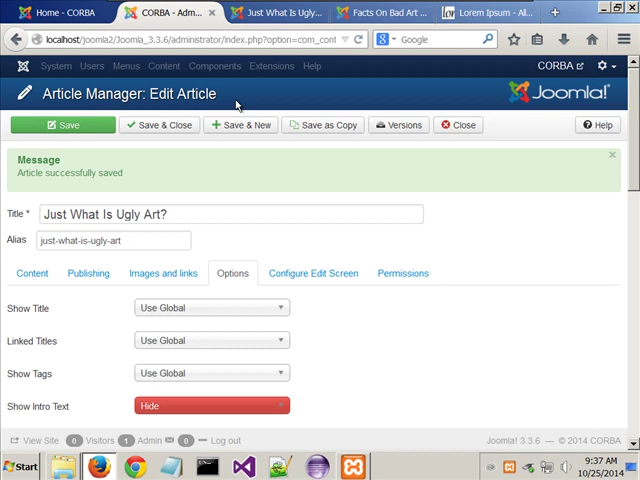 Home - CORBA
CORBA - Adm...
Just What Is Ugly...
Facts On Bad Art ...
Lorem Ipsum - All...
localhost/joomla2/Joomla_3.3.6/administrator/index.php?option=com_cont
Google
System Users Menus Content Components Extensions Help
CORBA
Article Manager: Edit Article
Joomla!
Save
Save & Close
Save & New
Save as Copy
Versions
Close
Help
Message
Article successfully saved
Title * Just What Is Ugly Art?
Alias just-what-is-ugly-art
Content Publishing Images and links Options Configure Edit Screen Permissions
Show Title Use Global
Linked Titles Use Global
Show Tags Use Global
Show Intro Text Hide
View Site 0 Visitors 1 Admin 0 Log out
Joomla! 3.3.6 — © 2014 CORBA
Start
9:37 AM
10/25/2014